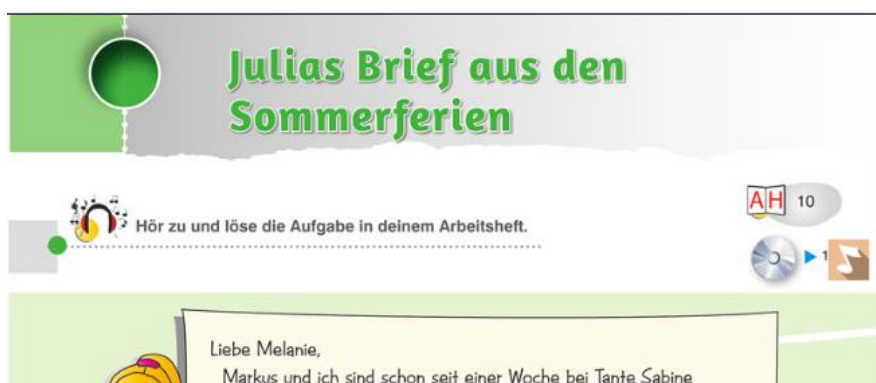 Julias Brief aus den
Sommerferien
Hör zu und löse die Aufgabe in deinem Arbeitsheft.
AH 10
1
Liebe Melanie,
Markus und ich sind schon seit einer Woche bei Tante Sabine